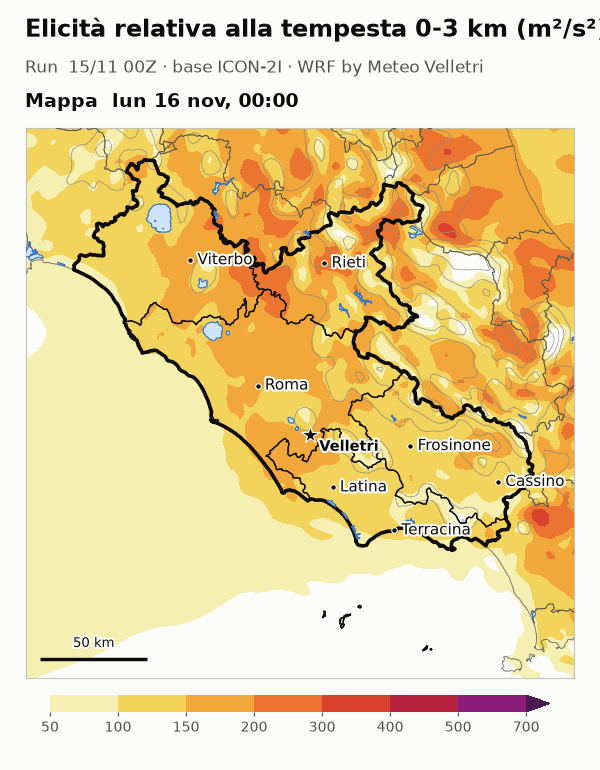 Elicità relativa alla tempesta 0-3 km (m²/s²)
Run  15/11 00Z · base ICON-2I · WRF by Meteo Velletri
Mappa  lun 16 nov, 00:00
Viterbo
Rieti
Roma
Velletri
Frosinone
Latina
Cassino
Terracina
50 km
50 100 150 200 300 400 500 700